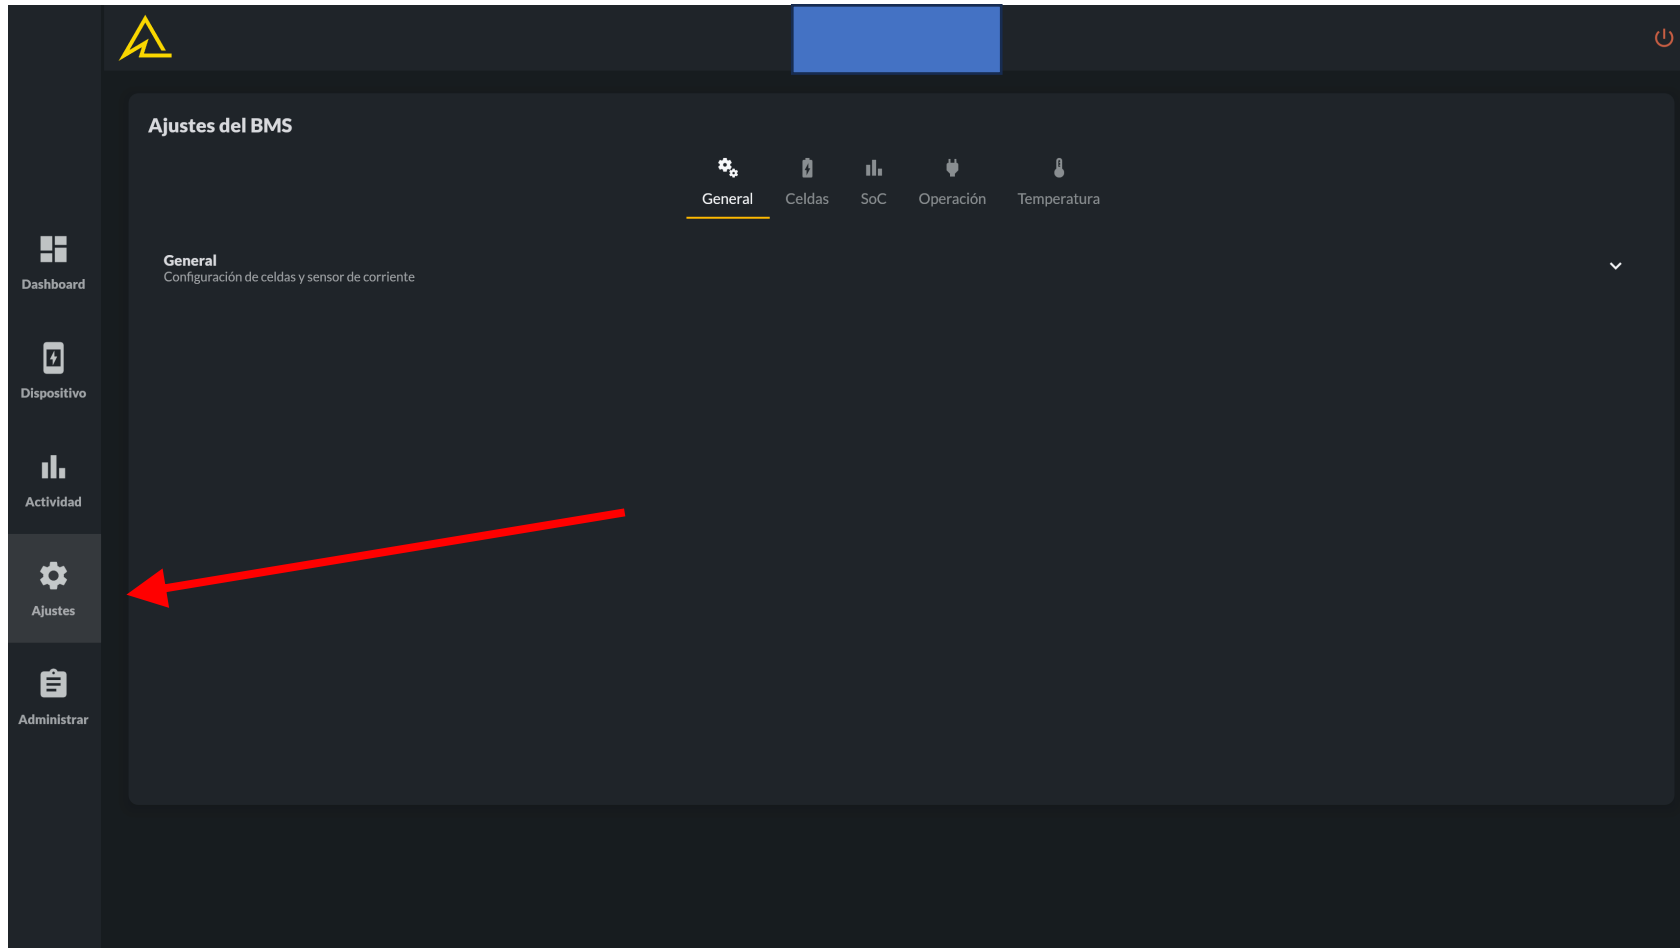 Ajustes del BMS
General
Celdas
SoC
Operación
Temperatura
General
Configuración de celdas y sensor de corriente
Dashboard
Dispositivo
Actividad
Ajustes
Administrar